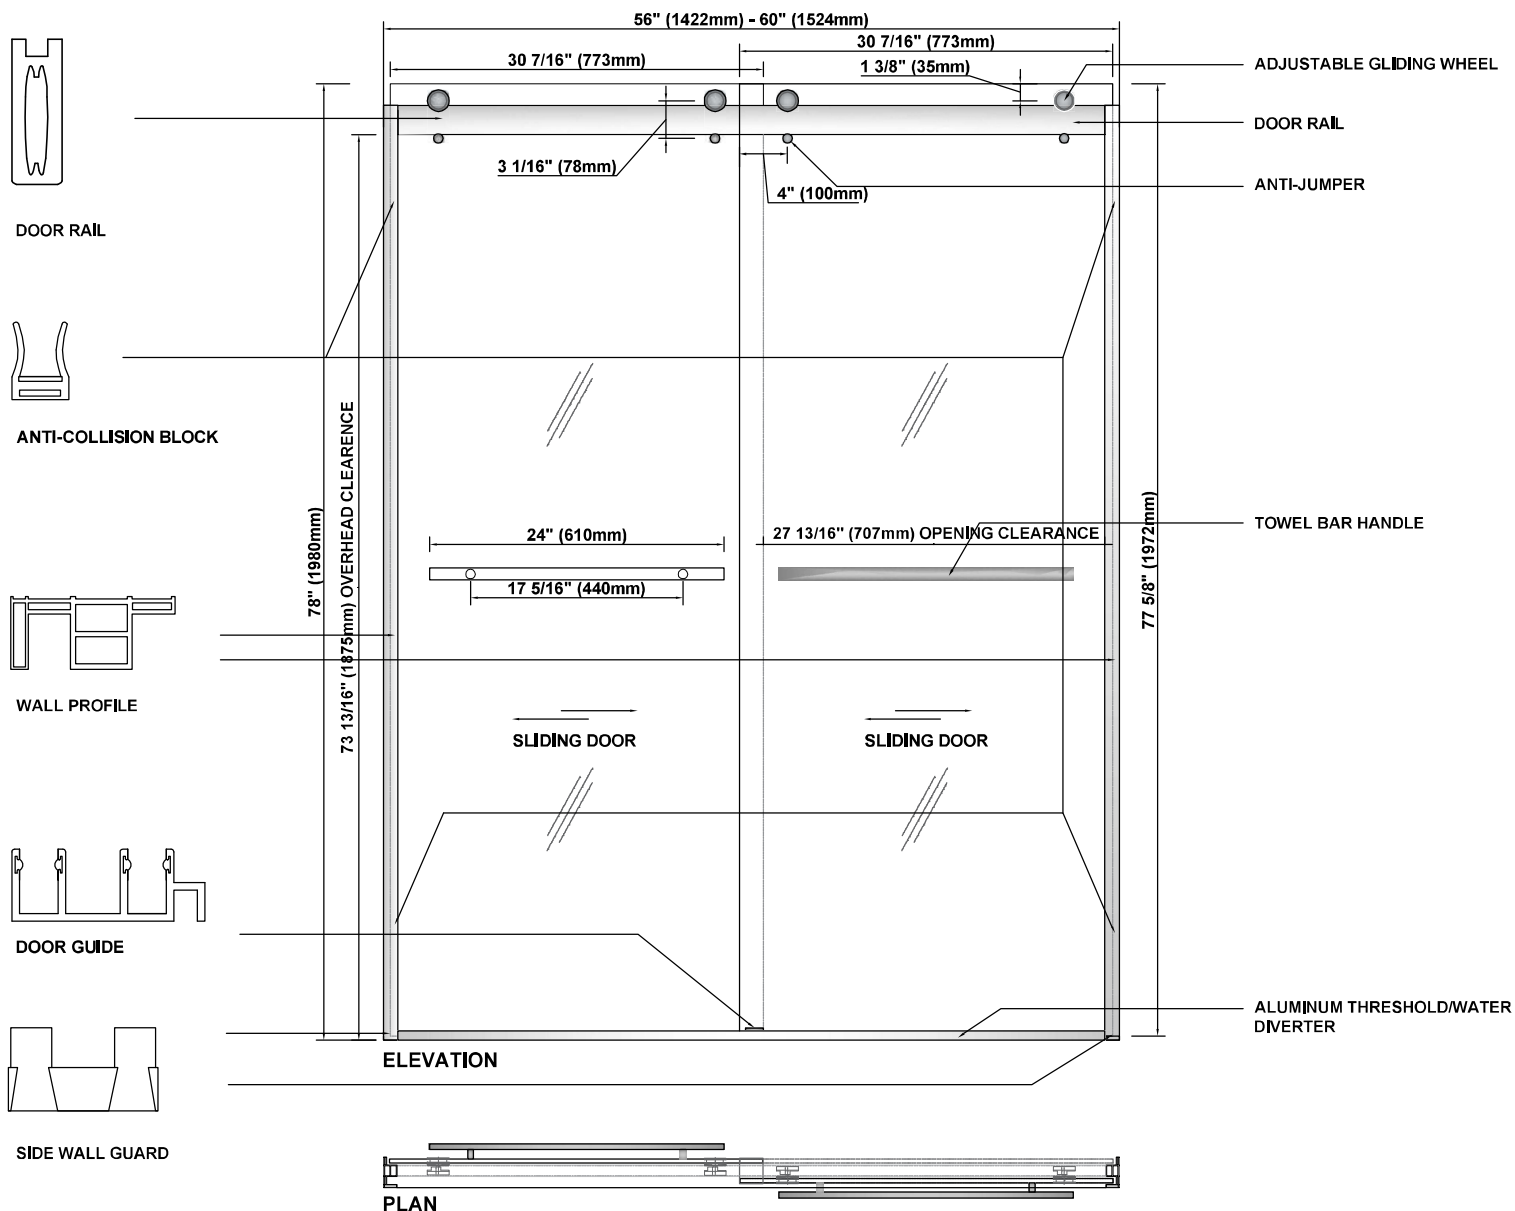 56" (1422mm) - 60" (1524mm)
30 7/16" (773mm)
30 7/16" (773mm)
1 3/8" (35mm)
ADJUSTABLE GLIDING WHEEL
DOOR RAIL
3 1/16" (78mm)
4" (100mm)
ANTI-JUMPER
DOOR RAIL
ANTI-COLLISION BLOCK
78" (1980mm)
73 13/16" (1875mm) OVERHEAD CLEARENCE
24" (610mm)
27 13/16" (707mm) OPENING CLEARANCE
TOWEL BAR HANDLE
17 5/16" (440mm)
77 5/8" (1972mm)
WALL PROFILE
SLIDING DOOR
SLIDING DOOR
DOOR GUIDE
ALUMINUM THRESHOLD/WATER
DIVERTER
ELEVATION
SIDE WALL GUARD
PLAN